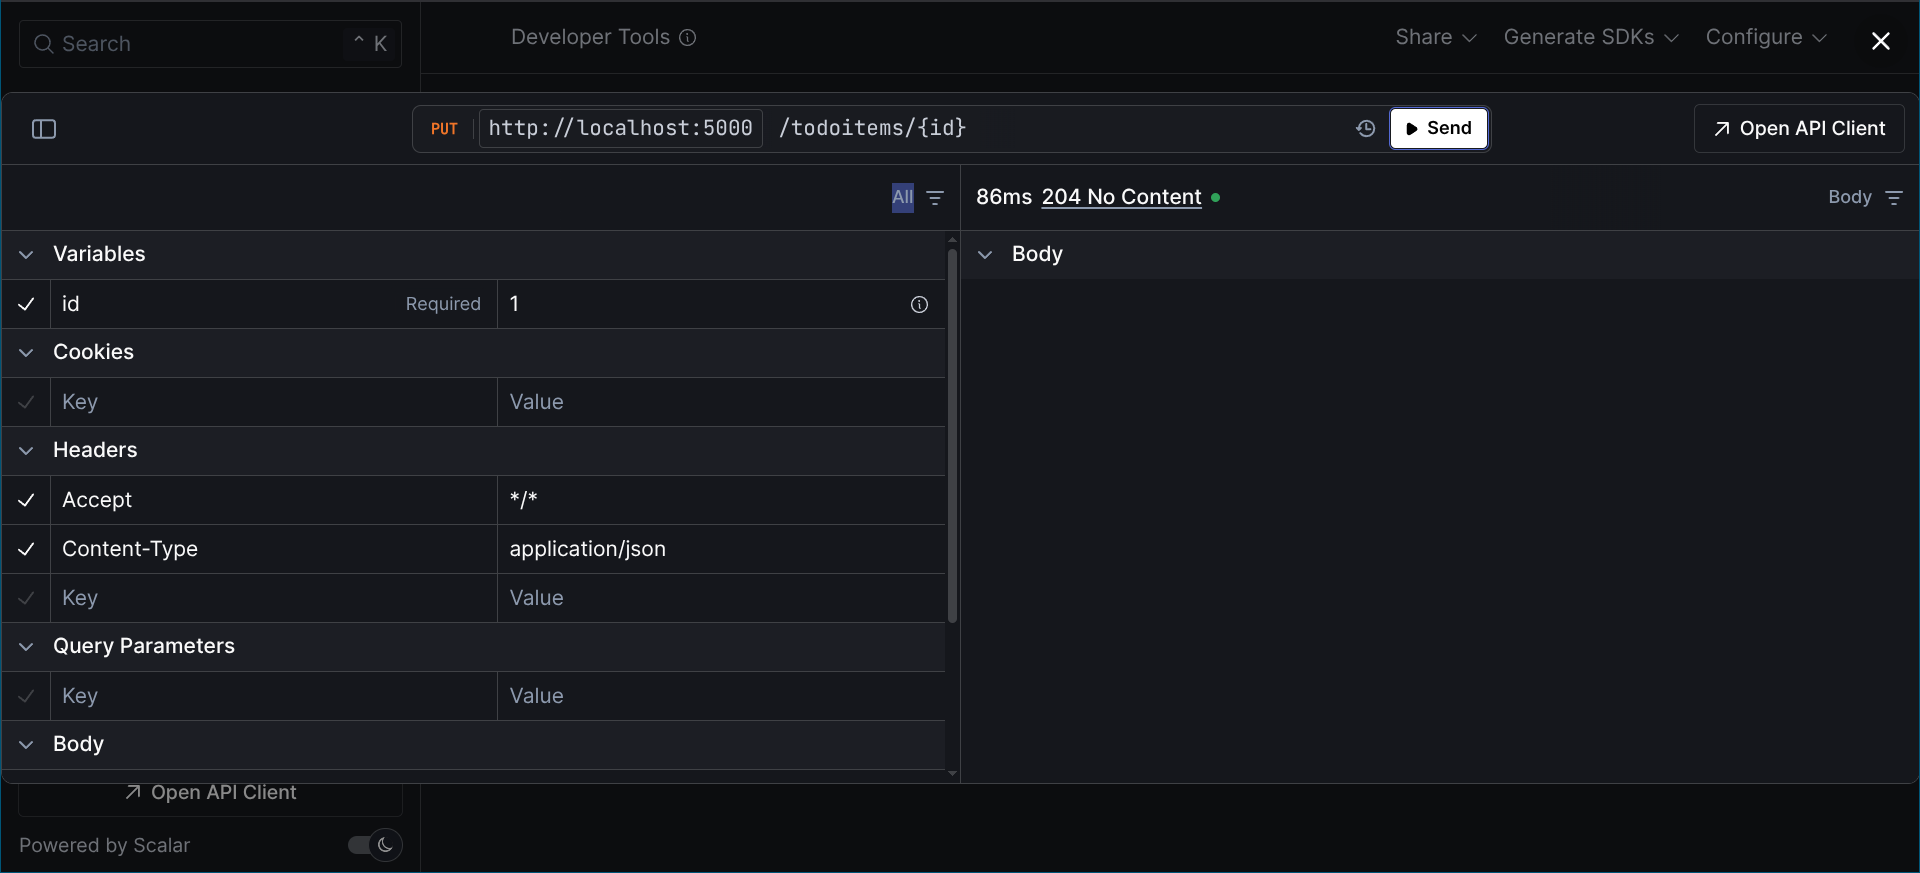 Search
⌃ K
Developer Tools
Share
Generate SDKs
Configure
PUT http://localhost:5000 /todoitems/{id}
Send
Open API Client
All
86ms 204 No Content
Body
Variables
Body
id Required 1
Cookies
Key Value
Headers
Accept */*
Content-Type application/json
Key Value
Query Parameters
Key Value
Body
Open API Client
Powered by Scalar